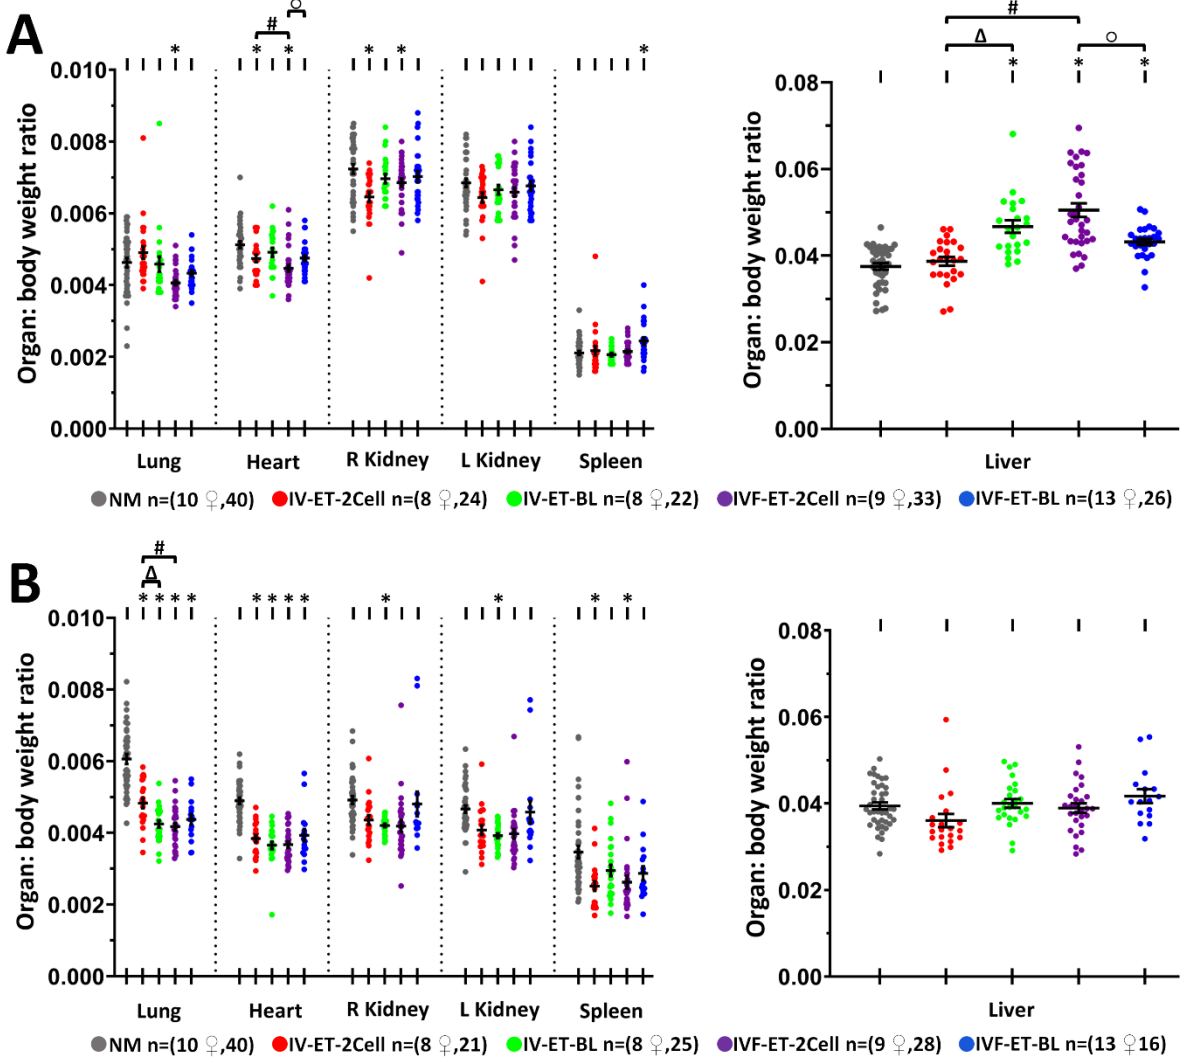 A
# ○
* * * * * *
0.010
0.008
0.006
0.004
0.002
0.000
Organ: body weight ratio
Lung Heart R Kidney L Kidney Spleen
#
Δ ○
* * *
0.08
0.06
0.04
0.02
0.00
Organ: body weight ratio
Liver
NM n=(10 ♀,40) IV-ET-2Cell n=(8 ♀,24) IV-ET-BL n=(8 ♀,22) IVF-ET-2Cell n=(9 ♀,33) IVF-ET-BL n=(13 ♀,26)
B
#
Δ
* * * * * * * * * * * *
0.010
0.008
0.006
0.004
0.002
0.000
Organ: body weight ratio
Lung Heart R Kidney L Kidney Spleen
0.08
0.06
0.04
0.02
0.00
Organ: body weight ratio
Liver
NM n=(10 ♀,40) IV-ET-2Cell n=(8 ♀,21) IV-ET-BL n=(8 ♀,25) IVF-ET-2Cell n=(9 ♀,28) IVF-ET-BL n=(13 ♀16)